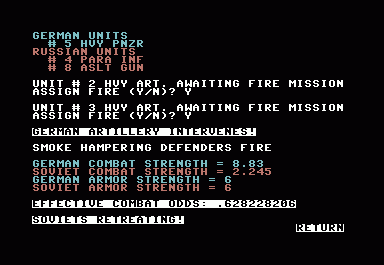 GERMAN UNITS
# 5 HVY PNZR
RUSSIAN UNITS
# 4 PARA INF
# 8 ASLT GUN
UNIT # 2 HVY ART. AWAITING FIRE MISSION
ASSIGN FIRE (Y/N)? Y
UNIT # 3 HVY ART. AWAITING FIRE MISSION
ASSIGN FIRE (Y/N)? Y
GERMAN ARTILLERY INTERVENES!
SMOKE HAMPERING DEFENDERS FIRE
GERMAN COMBAT STRENGTH = 8.83
SOVIET COMBAT STRENGTH = 2.245
GERMAN ARMOR STRENGTH = 6
SOVIET ARMOR STRENGTH = 6
EFFECTIVE COMBAT ODDS: .628228206
SOVIETS RETREATING!
RETURN